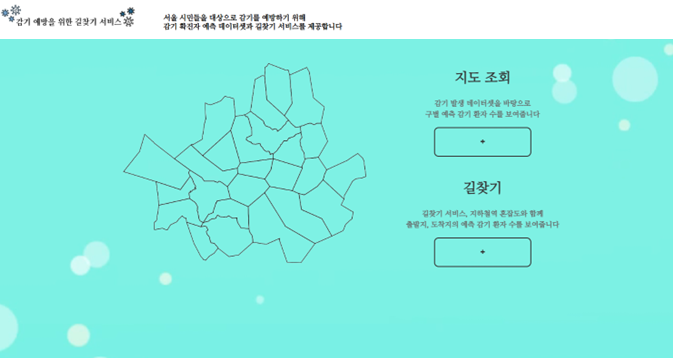 감기 예방을 위한 길찾기 서비스
서울 시민들을 대상으로 감기를 예방하기 위해
감기 확진자 예측 데이터셋과 길찾기 서비스를 제공합니다
지도 조회
감기 발생 데이터셋을 바탕으로
구별 예측 감기 환자 수를 보여줍니다
+
길찾기
길찾기 서비스, 지하철역 혼잡도와 함께
출발지, 도착지의 예측 감기 환자 수를 보여줍니다
+